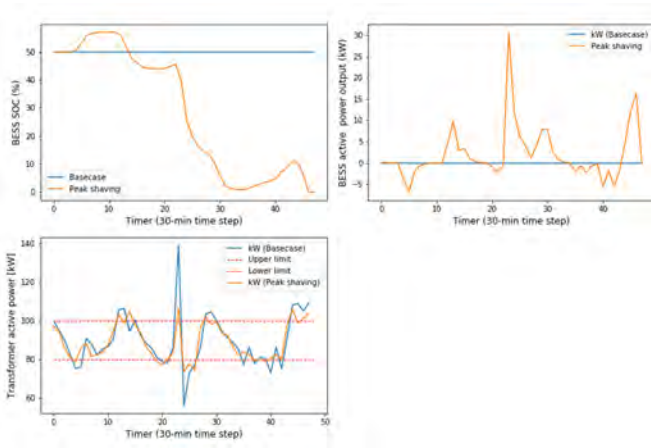 60
50
40
30
20
10
0
BESS SOC (%)
Basecase
Peak shaving
0
10
20
30
40
Timer (30-min time step)
30
25
20
15
10
5
0
−5
BESS active power output (kW)
kW (Basecase)
Peak shaving
0
10
20
30
40
Timer (30-min time step)
140
120
100
80
60
Transformer active power [kW]
kW (Basecase)
Upper limit
Lower limit
kW (Peak shaving)
0
10
20
30
40
50
Timer (30-min time step)